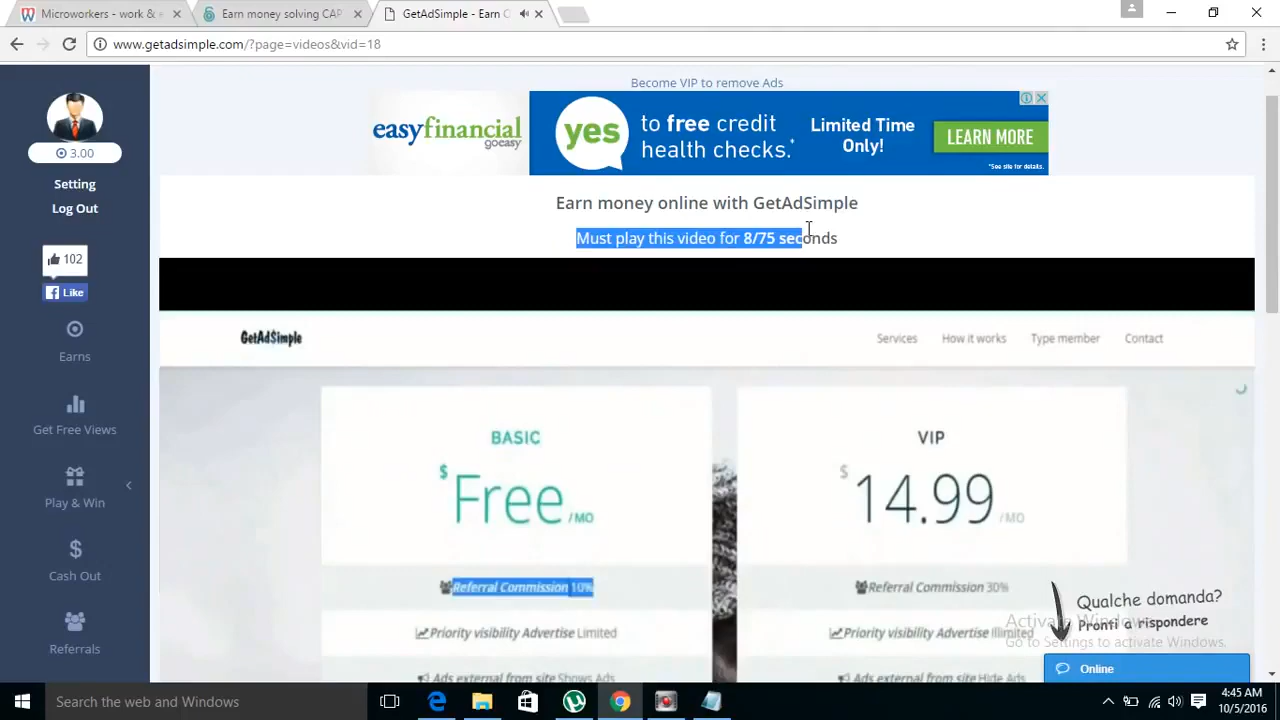 Microworkers - work & e
Earn money solving CAP
GetAdSimple - Earn C
www.getadsimple.com/?page=videos&vid=18
Become VIP to remove Ads
easyfinancial
goeasy
yes
to free credit
health checks.*
Limited Time
Only!
LEARN MORE
*See site for details.
3.00
Setting
Log Out
102
Like
Earns
Get Free Views
Play & Win
Cash Out
Referrals
Earn money online with GetAdSimple
Must play this video for 8/75 seconds
GetAdSimple
Services
How it works
Type member
Contact
BASIC
$
Free
/MO
Referral Commission 10%
Priority visibility Advertise Limited
Ads external from site Shows Ads
VIP
$
14.99
/MO
Referral Commission 30%
Priority visibility Advertise Illimited
Ads external from site Hide Ads
Qualche domanda?
Pronti a rispondere
Activate Windows
Go to Settings to activate Windows.
Online
Search the web and Windows
4:45 AM
10/5/2016